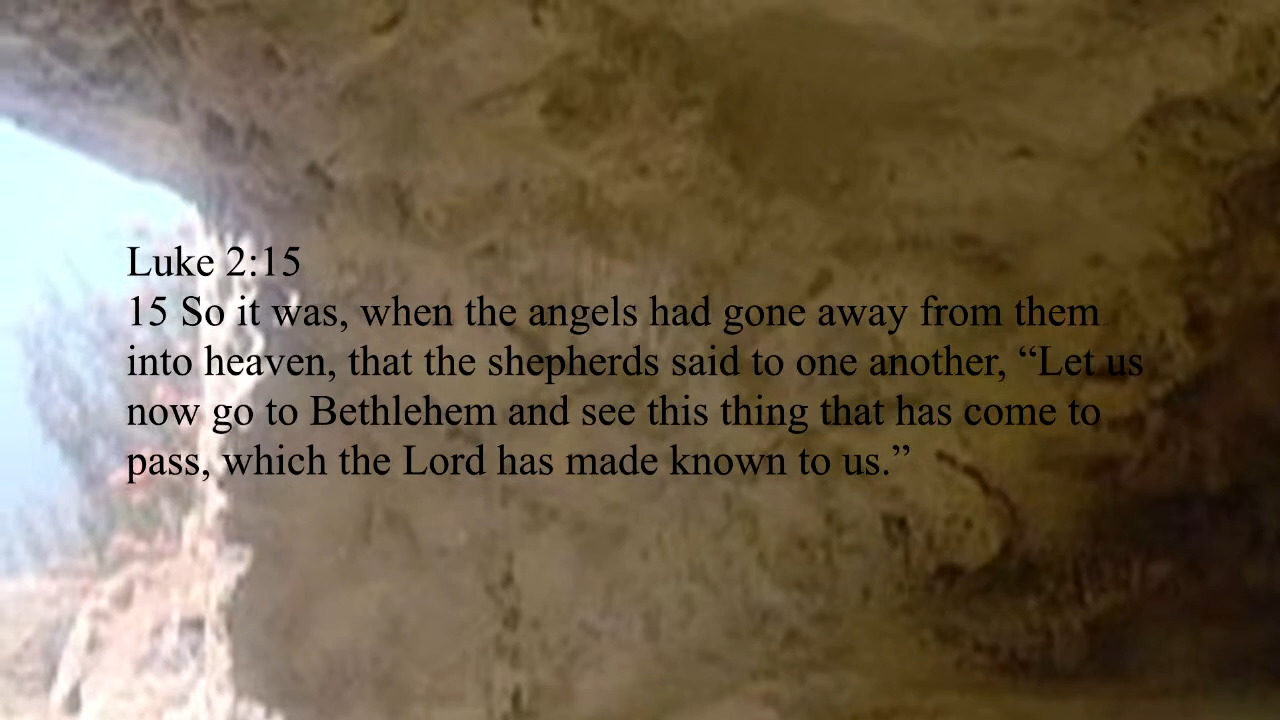 Luke 2:15
15 So it was, when the angels had gone away from them
into heaven, that the shepherds said to one another, “Let us
now go to Bethlehem and see this thing that has come to
pass, which the Lord has made known to us.”